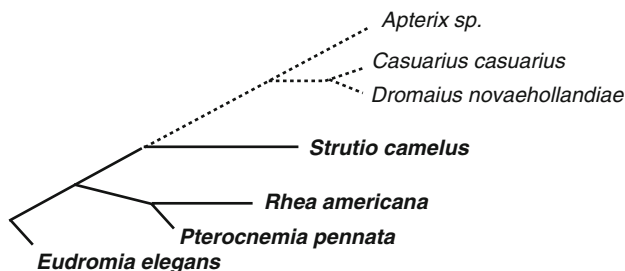 Apterix sp.
Casuarius casuarius
Dromaius novaehollandiae
Strutio camelus
Rhea americana
Pterocnemia pennata
Eudromia elegans